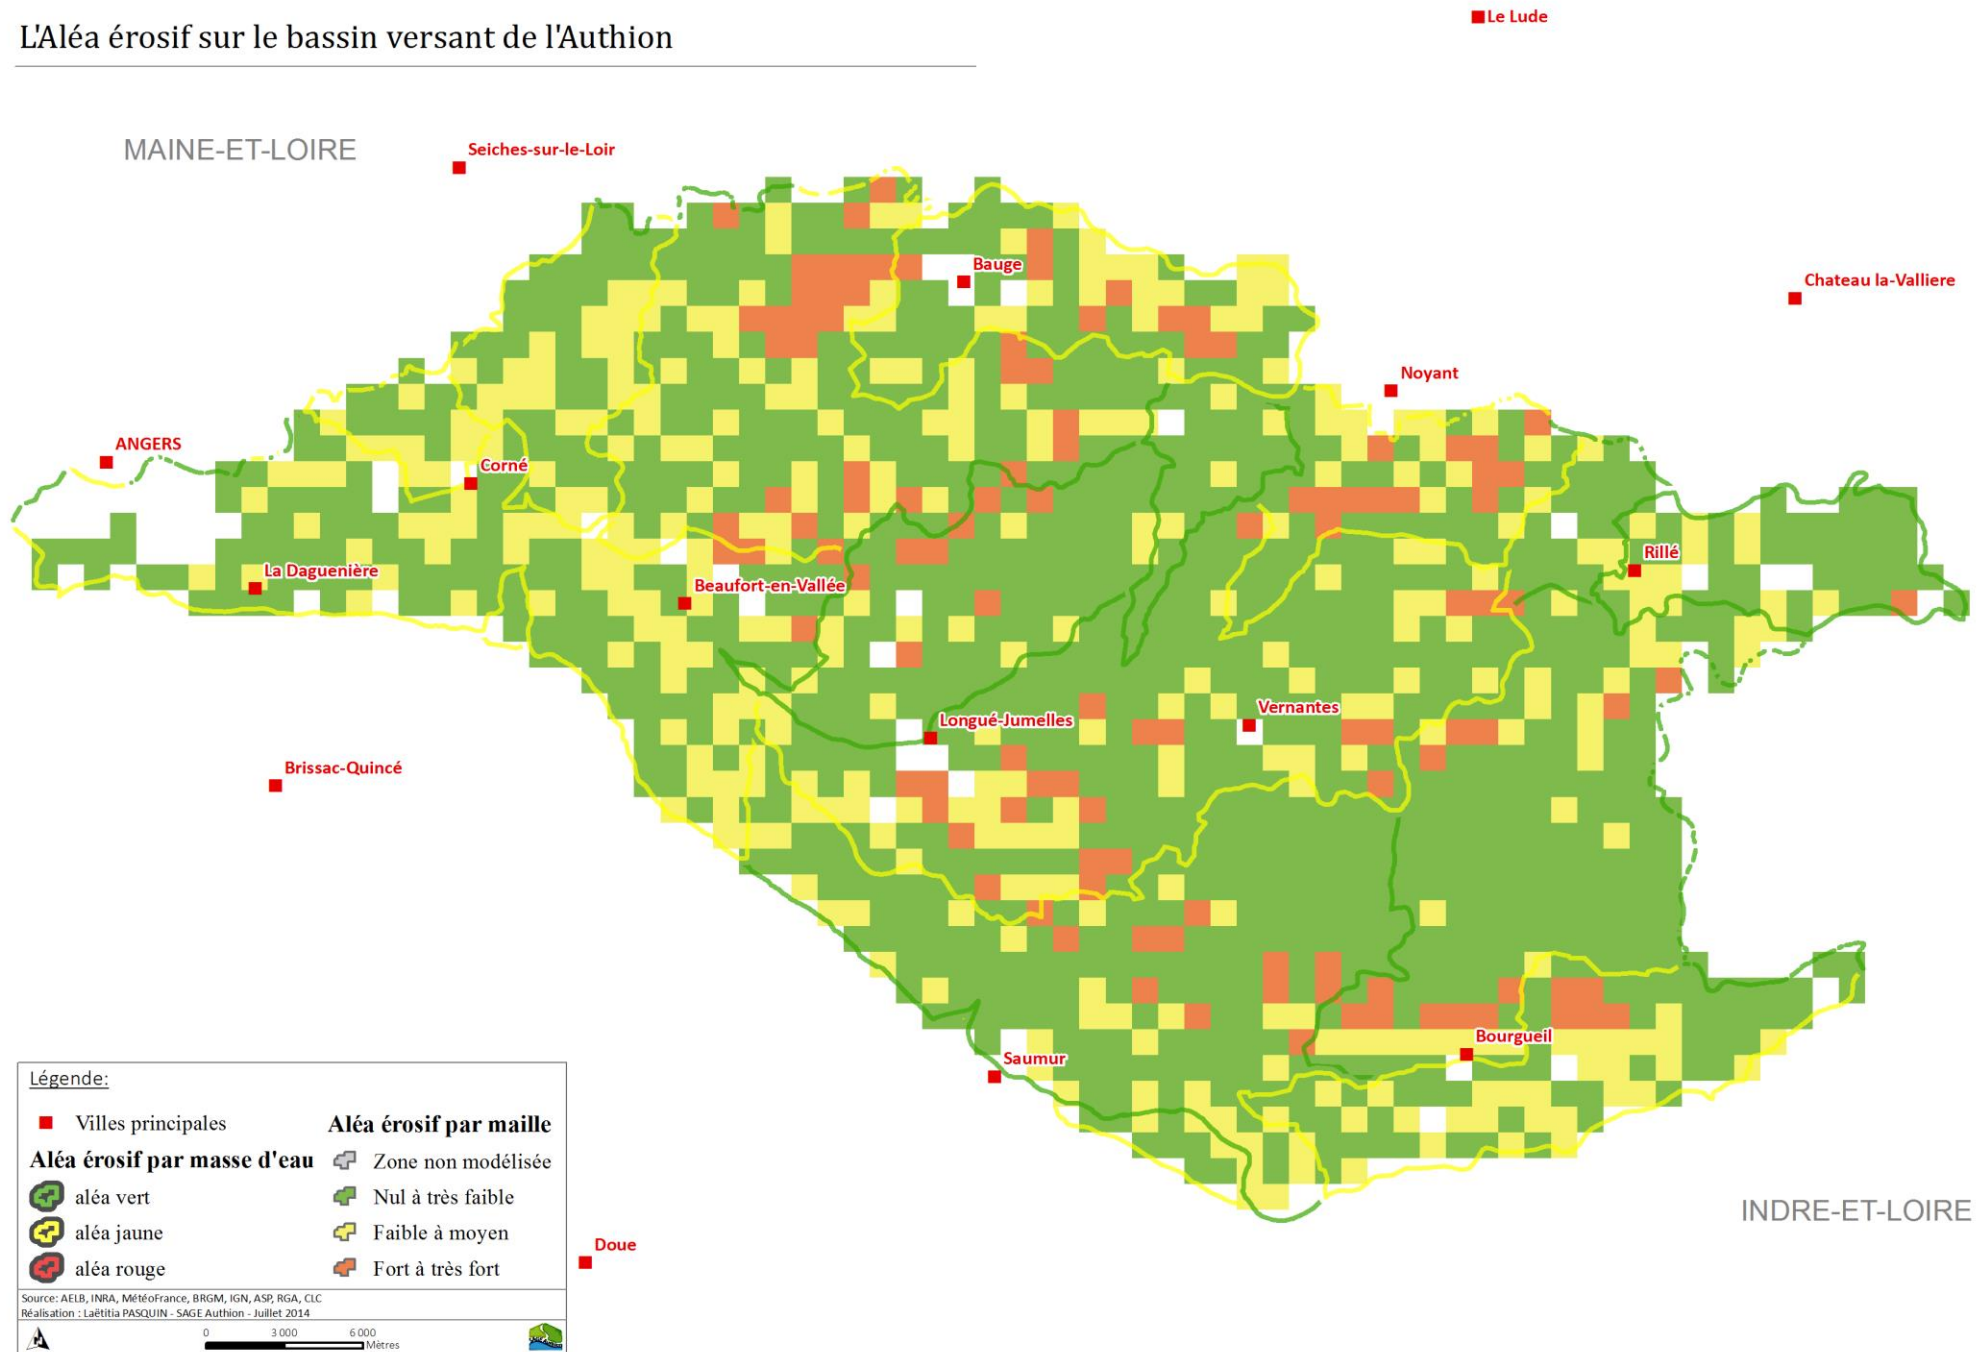 L'Aléa érosif sur le bassin versant de l'Authion
Le Lude
MAINE-ET-LOIRE
Seiches-sur-le-Loir
Bauge
Chateau la-Valliere
Noyant
ANGERS
Corné
Rillé
La Daguenière
Beaufort-en-Vallée
Vernantes
Longué-Jumelles
Brissac-Quincé
Bourgueil
Saumur
INDRE-ET-LOIRE
Doue
Légende:
Villes principales
Aléa érosif par masse d'eau
aléa vert
aléa jaune
aléa rouge
Aléa érosif par maille
Zone non modélisée
Nul à très faible
Faible à moyen
Fort à très fort
Source: AELB, INRA, MétéoFrance, BRGM, IGN, ASP, RGA, CLC
Réalisation : Laëtitia PASQUIN - SAGE Authion - Juillet 2014
0 3 000 6 000
Mètres